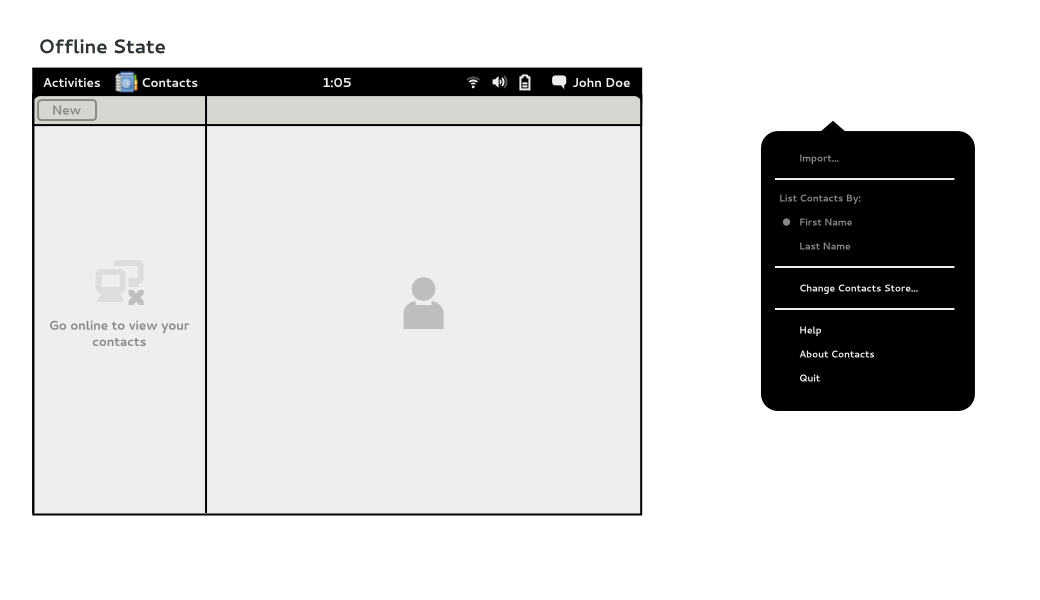 Offline State
Activities Contacts 1:05 John Doe
New
Go online to view your
contacts
Import...
List Contacts By:
First Name
Last Name
Change Contacts Store...
Help
About Contacts
Quit